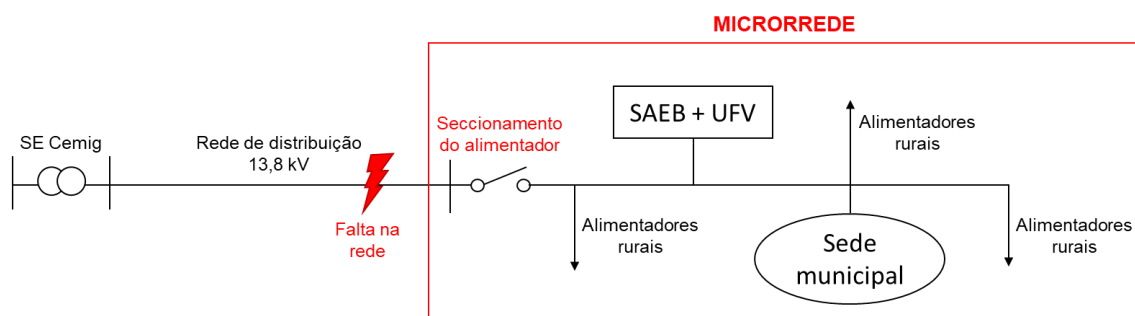 MICRORREDE
SE Cemig
Rede de distribuição
13,8 kV
Falta na
rede
Seccionamento
do alimentador
SAEB + UFV
Alimentadores
rurais
Alimentadores
rurais
Sede
municipal
Alimentadores
rurais